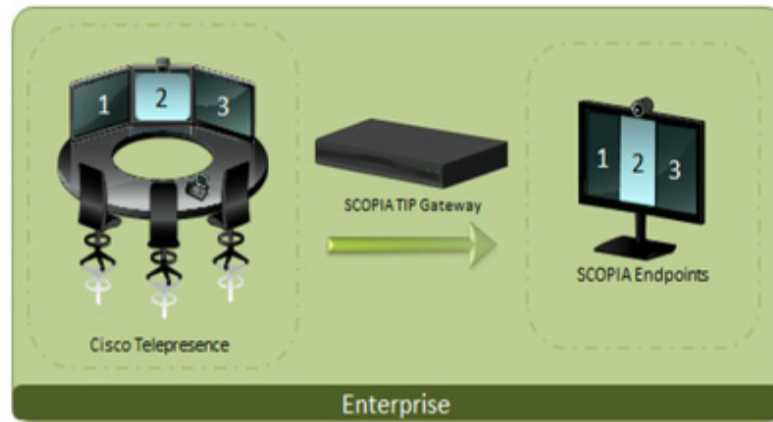 1 2 3
Cisco Telepresence
SCOPIA TIP Gateway
1 2 3
SCOPIA Endpoints
Enterprise